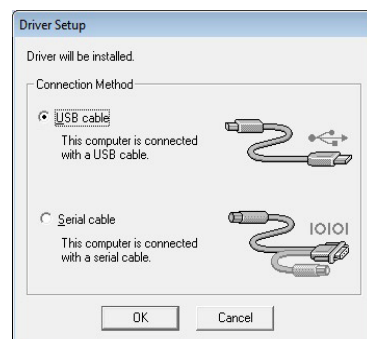 Driver Setup
Driver will be installed.
Connection Method
USB cable
This computer is connected
with a USB cable.
Serial cable
IOIOI
This computer is connected
with a serial cable.
OK Cancel